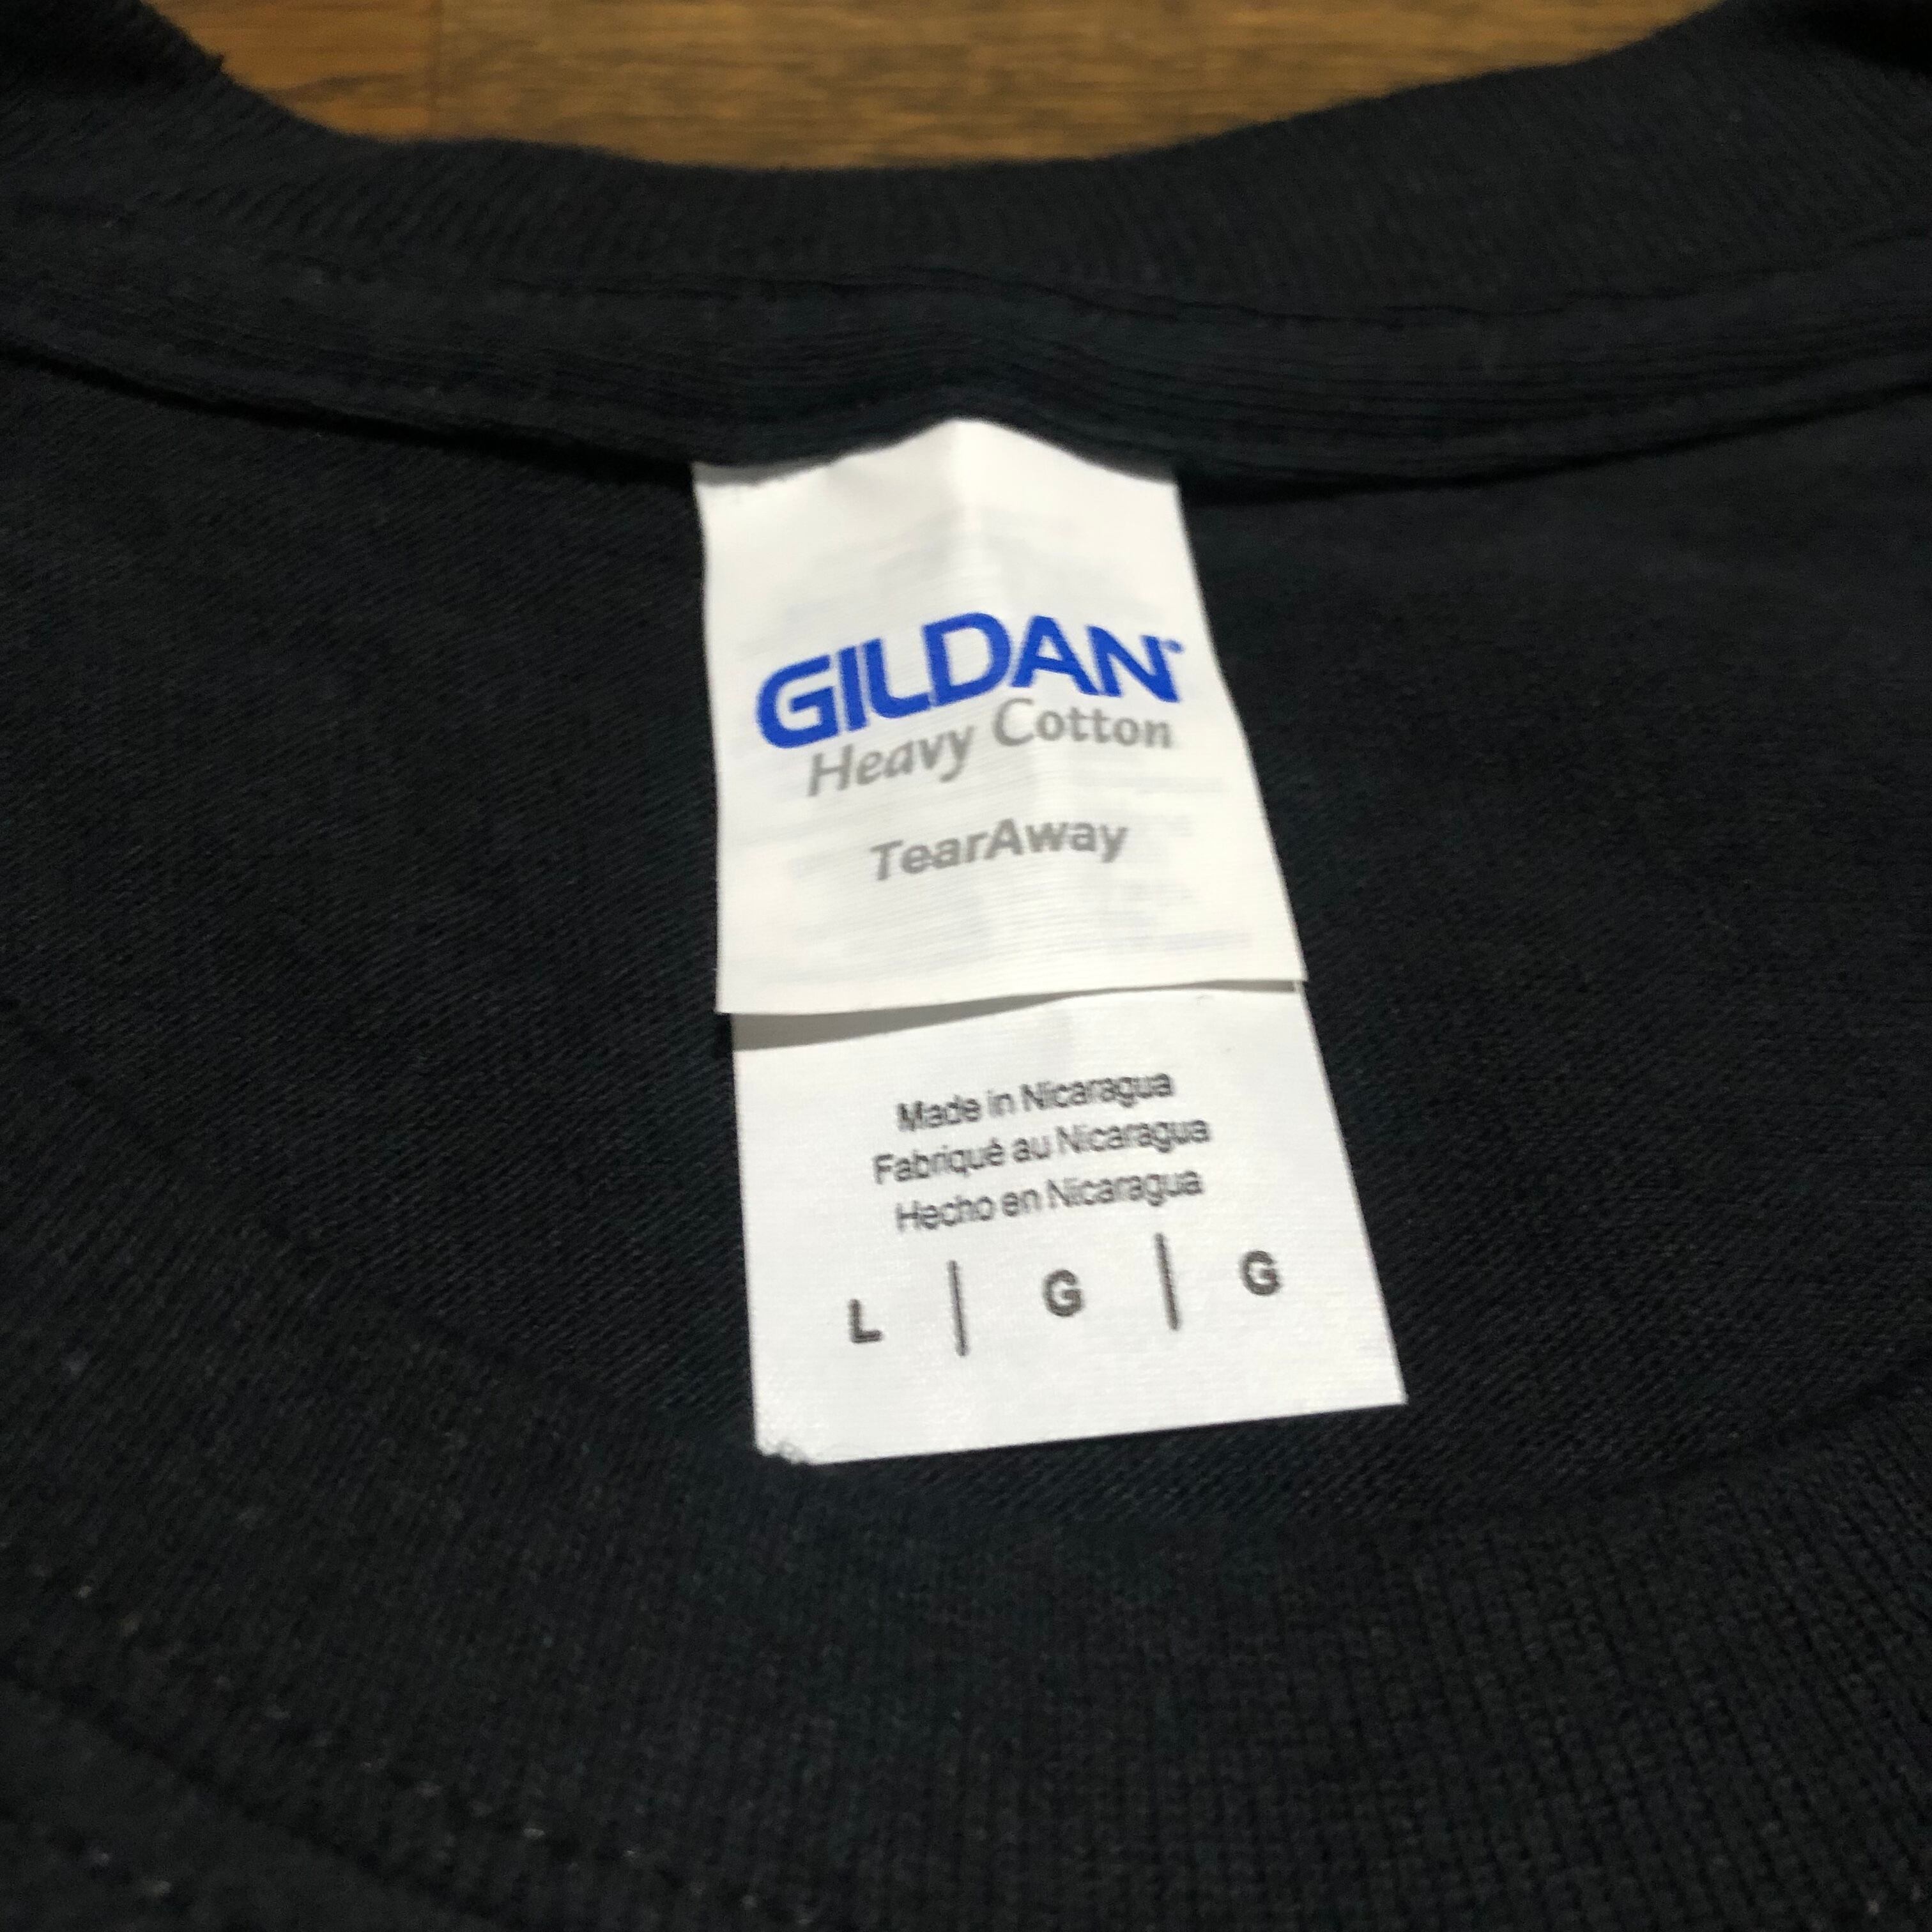 GILDAN
Heavy Cotton
TearAway
Made in Nicaragua
Fabriqué au Nicaragua
Hecho en Nicaragua
L | G | G